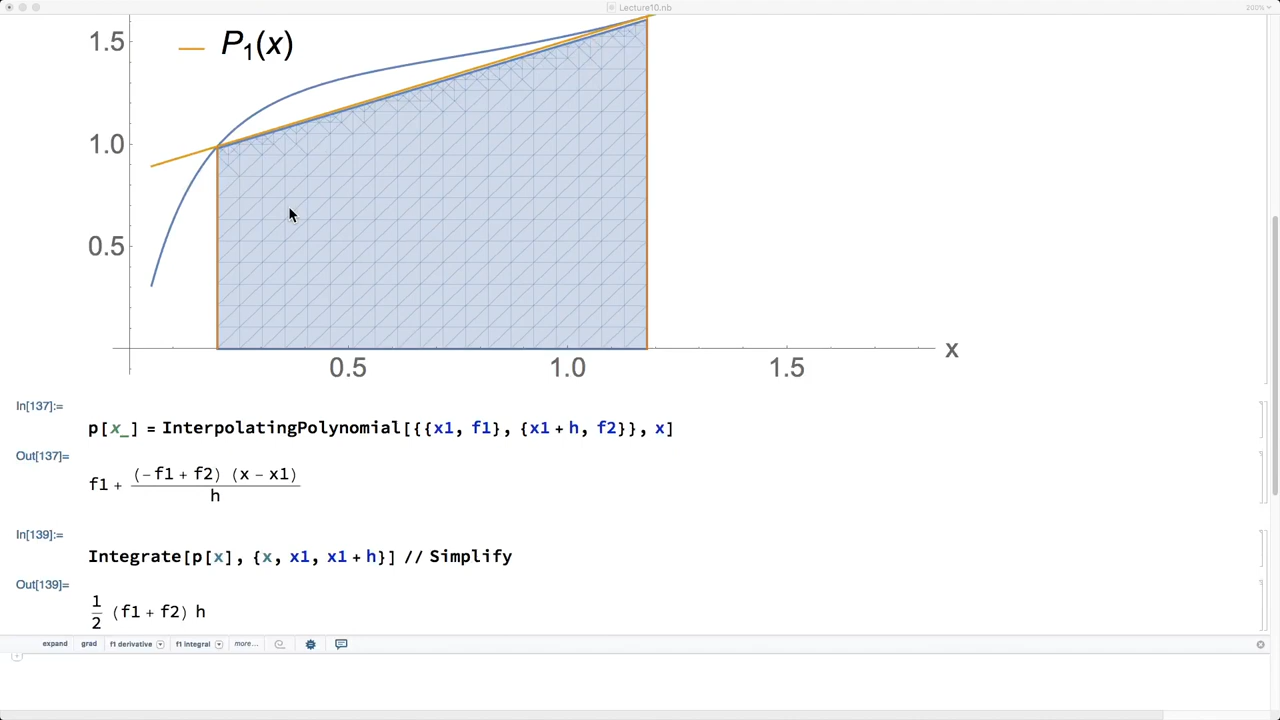 Lecture10.nb
200%
1.5
P₁(x)
1.0
0.5
0.5 1.0 1.5 x
In[137]:=
p[x_] = InterpolatingPolynomial[{{x1, f1}, {x1 + h, f2}}, x]
Out[137]=
f1 + (-f1 + f2) (x - x1)
h
In[139]:=
Integrate[p[x], {x, x1, x1 + h}] // Simplify
Out[139]=
1
2 (f1 + f2) h
expand grad f1 derivative f1 integral more...